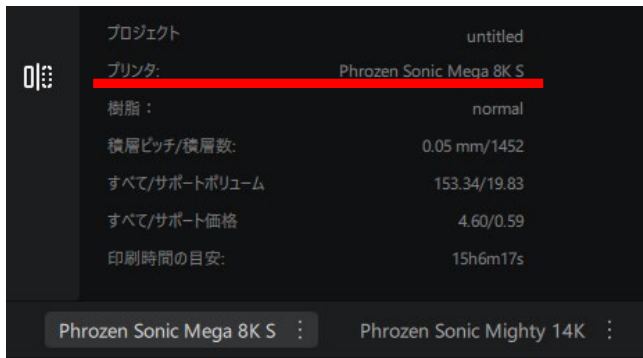 プロジェクト untitled
プリンタ: Phrozen Sonic Mega 8K S
樹脂： normal
積層ピッチ/積層数: 0.05 mm/1452
すべて/サポートボリューム 153.34/19.83
すべて/サポート価格 4.60/0.59
印刷時間の目安: 15h6m17s
Phrozen Sonic Mega 8K S ⋮ Phrozen Sonic Mighty 14K ⋮